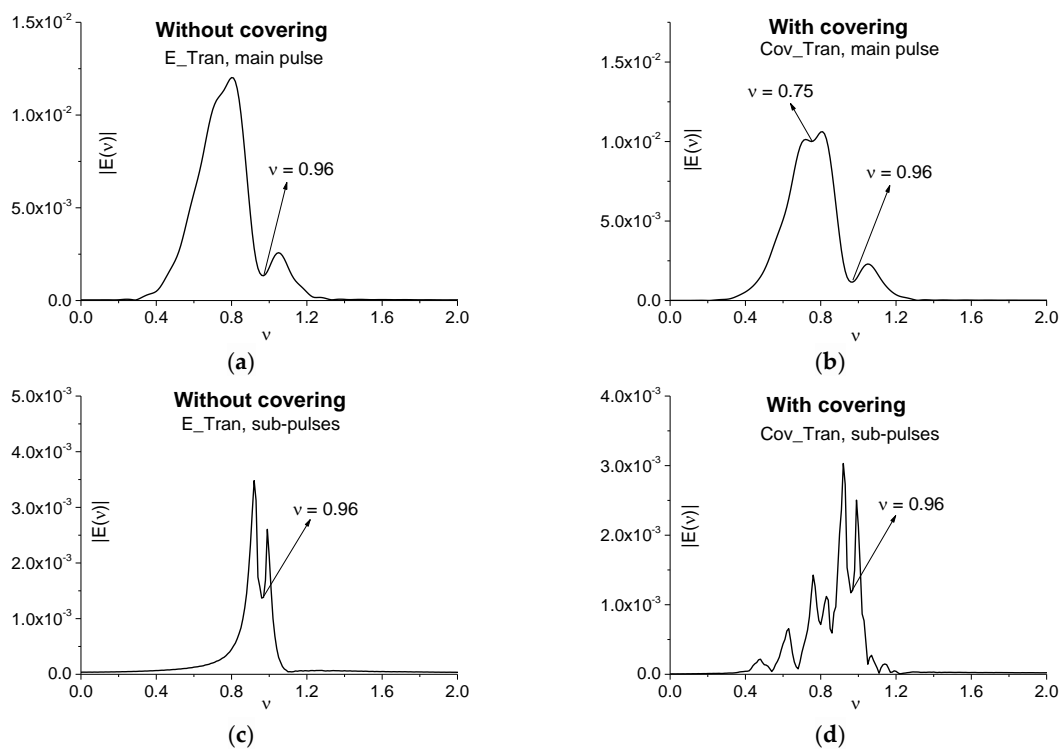 Without covering
E_Tran, main pulse
1.5x10⁻²
1.0x10⁻²
5.0x10⁻³
0.0
|E(ν)|
ν = 0.96
0.0 0.4 0.8 1.2 1.6 2.0
ν
(a)
With covering
Cov_Tran, main pulse
1.5x10⁻²
1.0x10⁻²
5.0x10⁻³
0.0
|E(ν)|
ν = 0.75
ν = 0.96
0.0 0.4 0.8 1.2 1.6 2.0
ν
(b)
Without covering
E_Tran, sub-pulses
5.0x10⁻³
4.0x10⁻³
3.0x10⁻³
2.0x10⁻³
1.0x10⁻³
0.0
|E(ν)|
ν = 0.96
0.0 0.4 0.8 1.2 1.6 2.0
ν
(c)
With covering
Cov_Tran, sub-pulses
4.0x10⁻³
3.0x10⁻³
2.0x10⁻³
1.0x10⁻³
0.0
|E(ν)|
ν = 0.96
0.0 0.4 0.8 1.2 1.6 2.0
ν
(d)